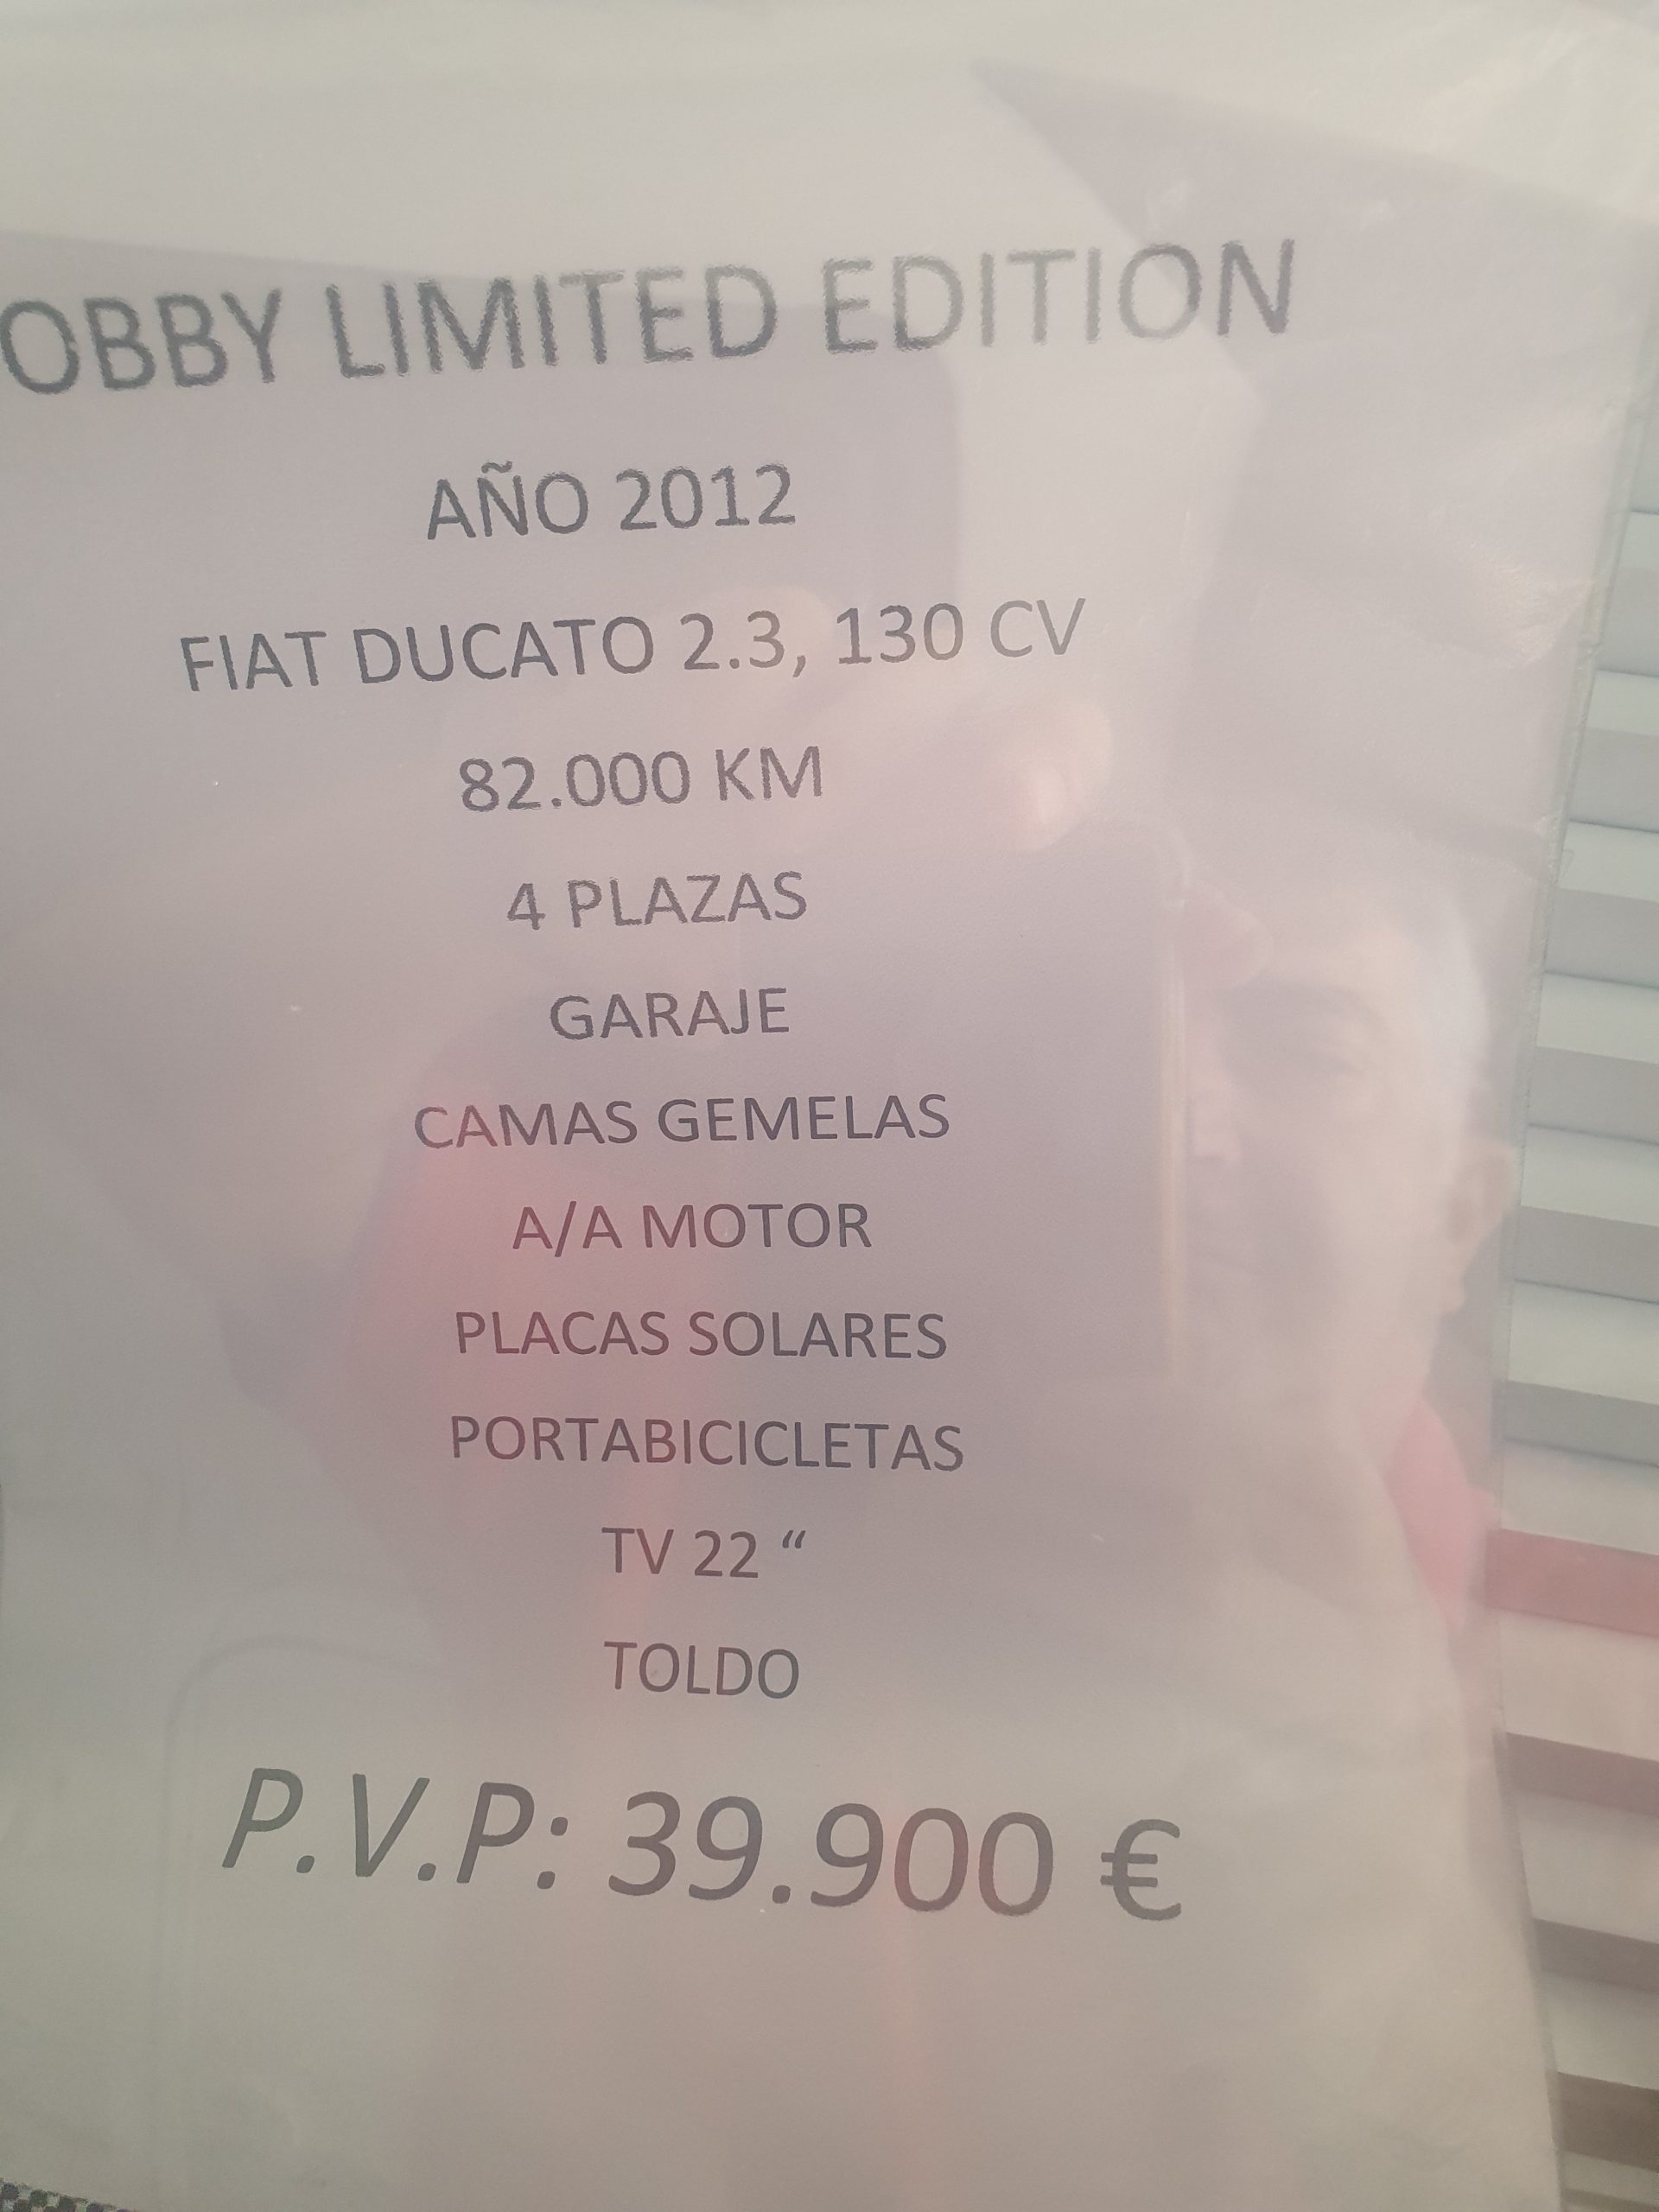 OBBY LIMITED EDITION
AÑO 2012
FIAT DUCATO 2.3, 130 CV
82.000 KM
4 PLAZAS
GARAJE
CAMAS GEMELAS
A/A MOTOR
PLACAS SOLARES
PORTABICICLETAS
TV 22 “
TOLDO
P.V.P: 39.900 €